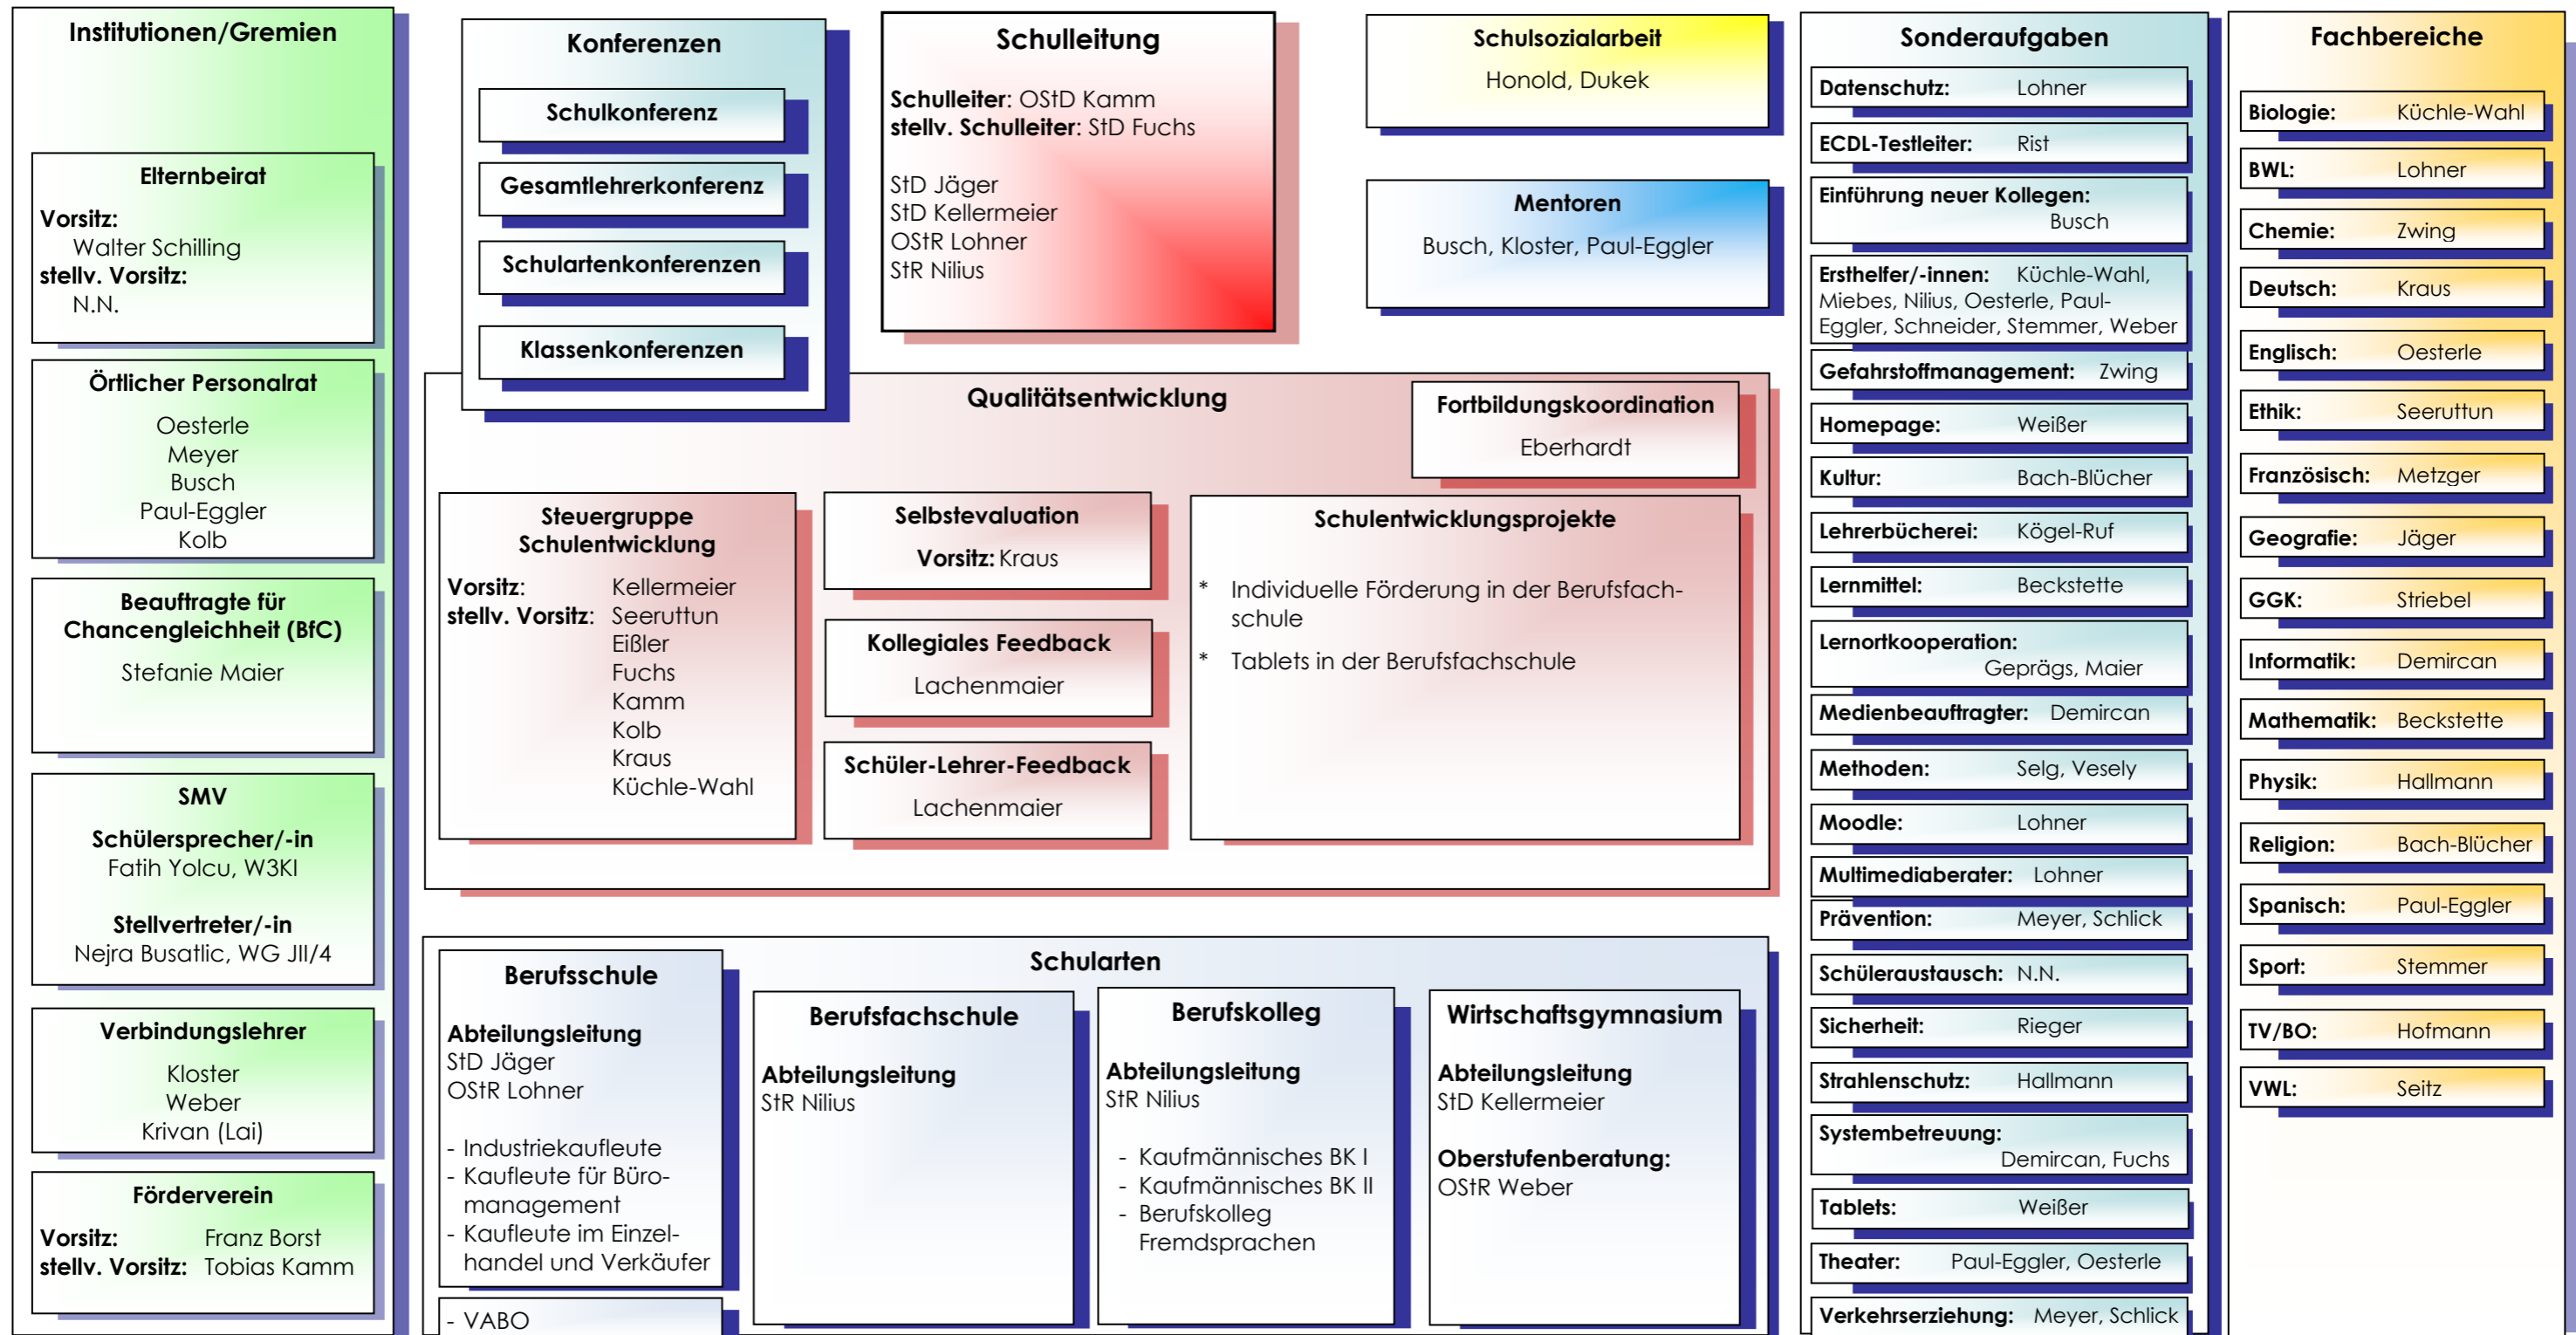 Institutionen/Gremien
Elternbeirat
Vorsitz:
Walter Schilling
stellv. Vorsitz:
N.N.
Örtlicher Personalrat
Oesterle
Meyer
Busch
Paul-Eggler
Kolb
Beauftragte für
Chancengleichheit (BfC)
Stefanie Maier
SMV
Schülersprecher/-in
Fatih Yolcu, W3KI
Stellvertreter/-in
Nejra Busatlic, WG JII/4
Verbindungslehrer
Kloster
Weber
Krivan (Lai)
Förderverein
Vorsitz: Franz Borst
stellv. Vorsitz: Tobias Kamm
Konferenzen
Schulkonferenz
Gesamtlehrerkonferenz
Schulartenkonferenzen
Klassenkonferenzen
Schulleitung
Schulleiter: OStD Kamm
stellv. Schulleiter: StD Fuchs
StD Jäger
StD Kellermeier
OStR Lohner
StR Nilius
Schulsozialarbeit
Honold, Dukek
Mentoren
Busch, Kloster, Paul-Eggler
Qualitätsentwicklung
Fortbildungskoordination
Eberhardt
Steuergruppe
Schulentwicklung
Vorsitz: Kellermeier
stellv. Vorsitz: Seeruttun
Eißler
Fuchs
Kamm
Kolb
Kraus
Küchle-Wahl
Selbstevaluation
Vorsitz: Kraus
Kollegiales Feedback
Lachenmaier
Schüler-Lehrer-Feedback
Lachenmaier
Schulentwicklungsprojekte
* Individuelle Förderung in der Berufsfach-
schule
* Tablets in der Berufsfachschule
Schularten
Berufsschule
Abteilungsleitung
StD Jäger
OStR Lohner
- Industriekaufleute
- Kaufleute für Büro-
management
- Kaufleute im Einzel-
handel und Verkäufer
- VABO
Berufsfachschule
Abteilungsleitung
StR Nilius
Berufskolleg
Abteilungsleitung
StR Nilius
- Kaufmännisches BK I
- Kaufmännisches BK II
- Berufskolleg
Fremdsprachen
Wirtschaftsgymnasium
Abteilungsleitung
StD Kellermeier
Oberstufenberatung:
OStR Weber
Sonderaufgaben
Datenschutz: Lohner
ECDL-Testleiter: Rist
Einführung neuer Kollegen:
Busch
Ersthelfer/-innen: Küchle-Wahl,
Miebes, Nilius, Oesterle, Paul-
Eggler, Schneider, Stemmer, Weber
Gefahrstoffmanagement: Zwing
Homepage: Weißer
Kultur: Bach-Blücher
Lehrerbücherei: Kögel-Ruf
Lernmittel: Beckstette
Lernortkooperation:
Geprägs, Maier
Medienbeauftragter: Demircan
Methoden: Selg, Vesely
Moodle: Lohner
Multimediaberater: Lohner
Prävention: Meyer, Schlick
Schüleraustausch: N.N.
Sicherheit: Rieger
Strahlenschutz: Hallmann
Systembetreuung:
Demircan, Fuchs
Tablets: Weißer
Theater: Paul-Eggler, Oesterle
Verkehrserziehung: Meyer, Schlick
Fachbereiche
Biologie: Küchle-Wahl
BWL: Lohner
Chemie: Zwing
Deutsch: Kraus
Englisch: Oesterle
Ethik: Seeruttun
Französisch: Metzger
Geografie: Jäger
GGK: Striebel
Informatik: Demircan
Mathematik: Beckstette
Physik: Hallmann
Religion: Bach-Blücher
Spanisch: Paul-Eggler
Sport: Stemmer
TV/BO: Hofmann
VWL: Seitz